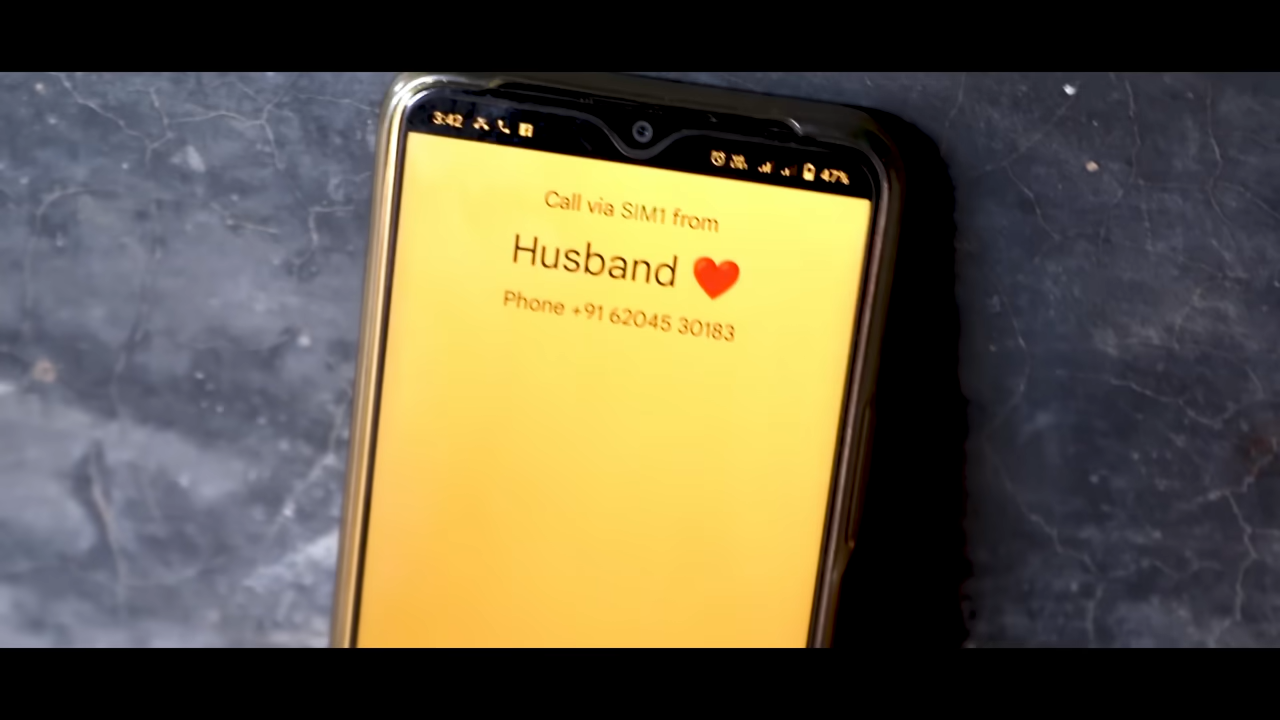 3:42 47%
Call via SIM1 from
Husband ❤️
Phone +91 62045 30183